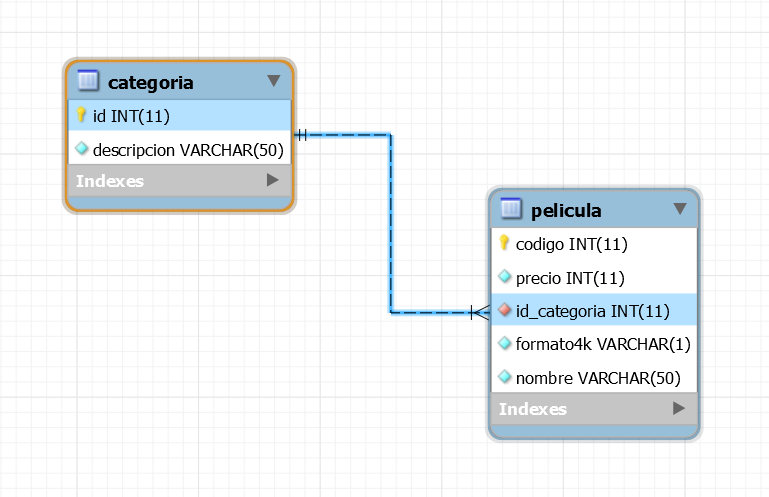 categoria
id INT(11)
descripcion VARCHAR(50)
Indexes
pelicula
codigo INT(11)
precio INT(11)
id_categoria INT(11)
formato4k VARCHAR(1)
nombre VARCHAR(50)
Indexes